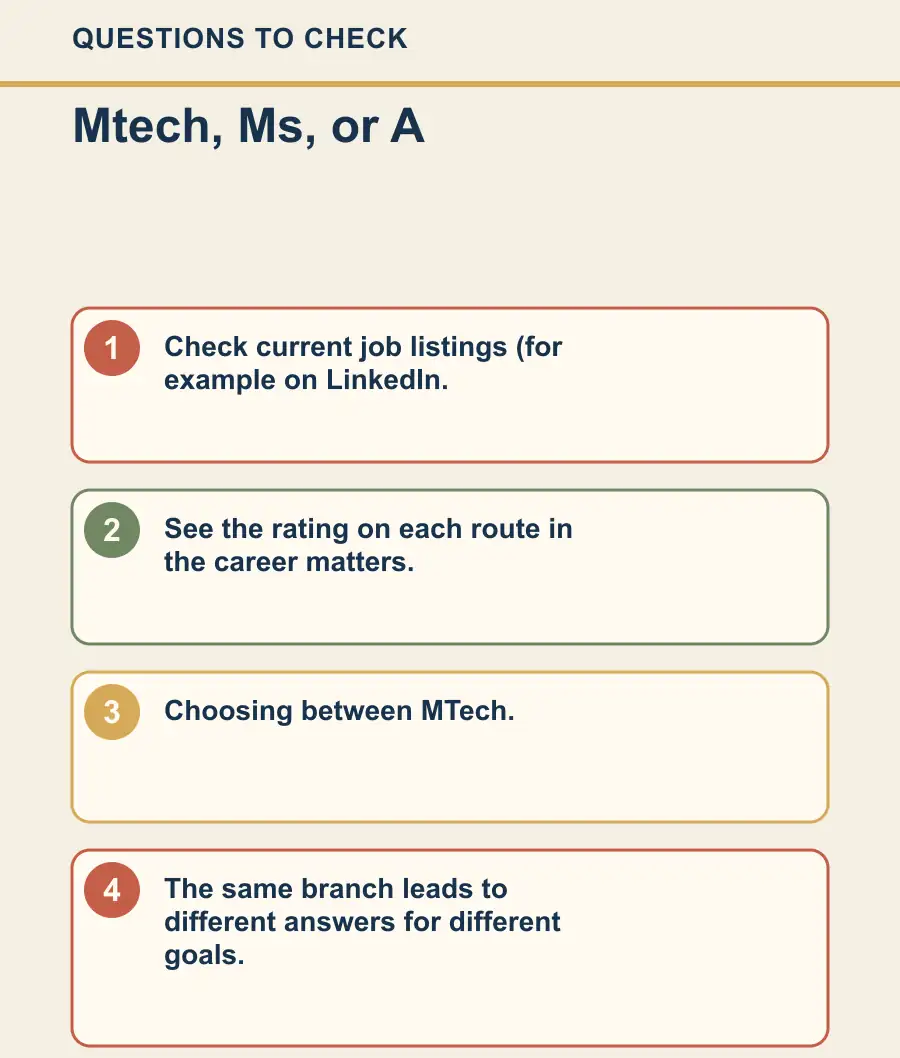 QUESTIONS TO CHECK
Mtech, Ms, or A
1
Check current job listings (for
example on LinkedIn.
2
See the rating on each route in
the career matters.
3
Choosing between MTech.
4
The same branch leads to
different answers for different
goals.